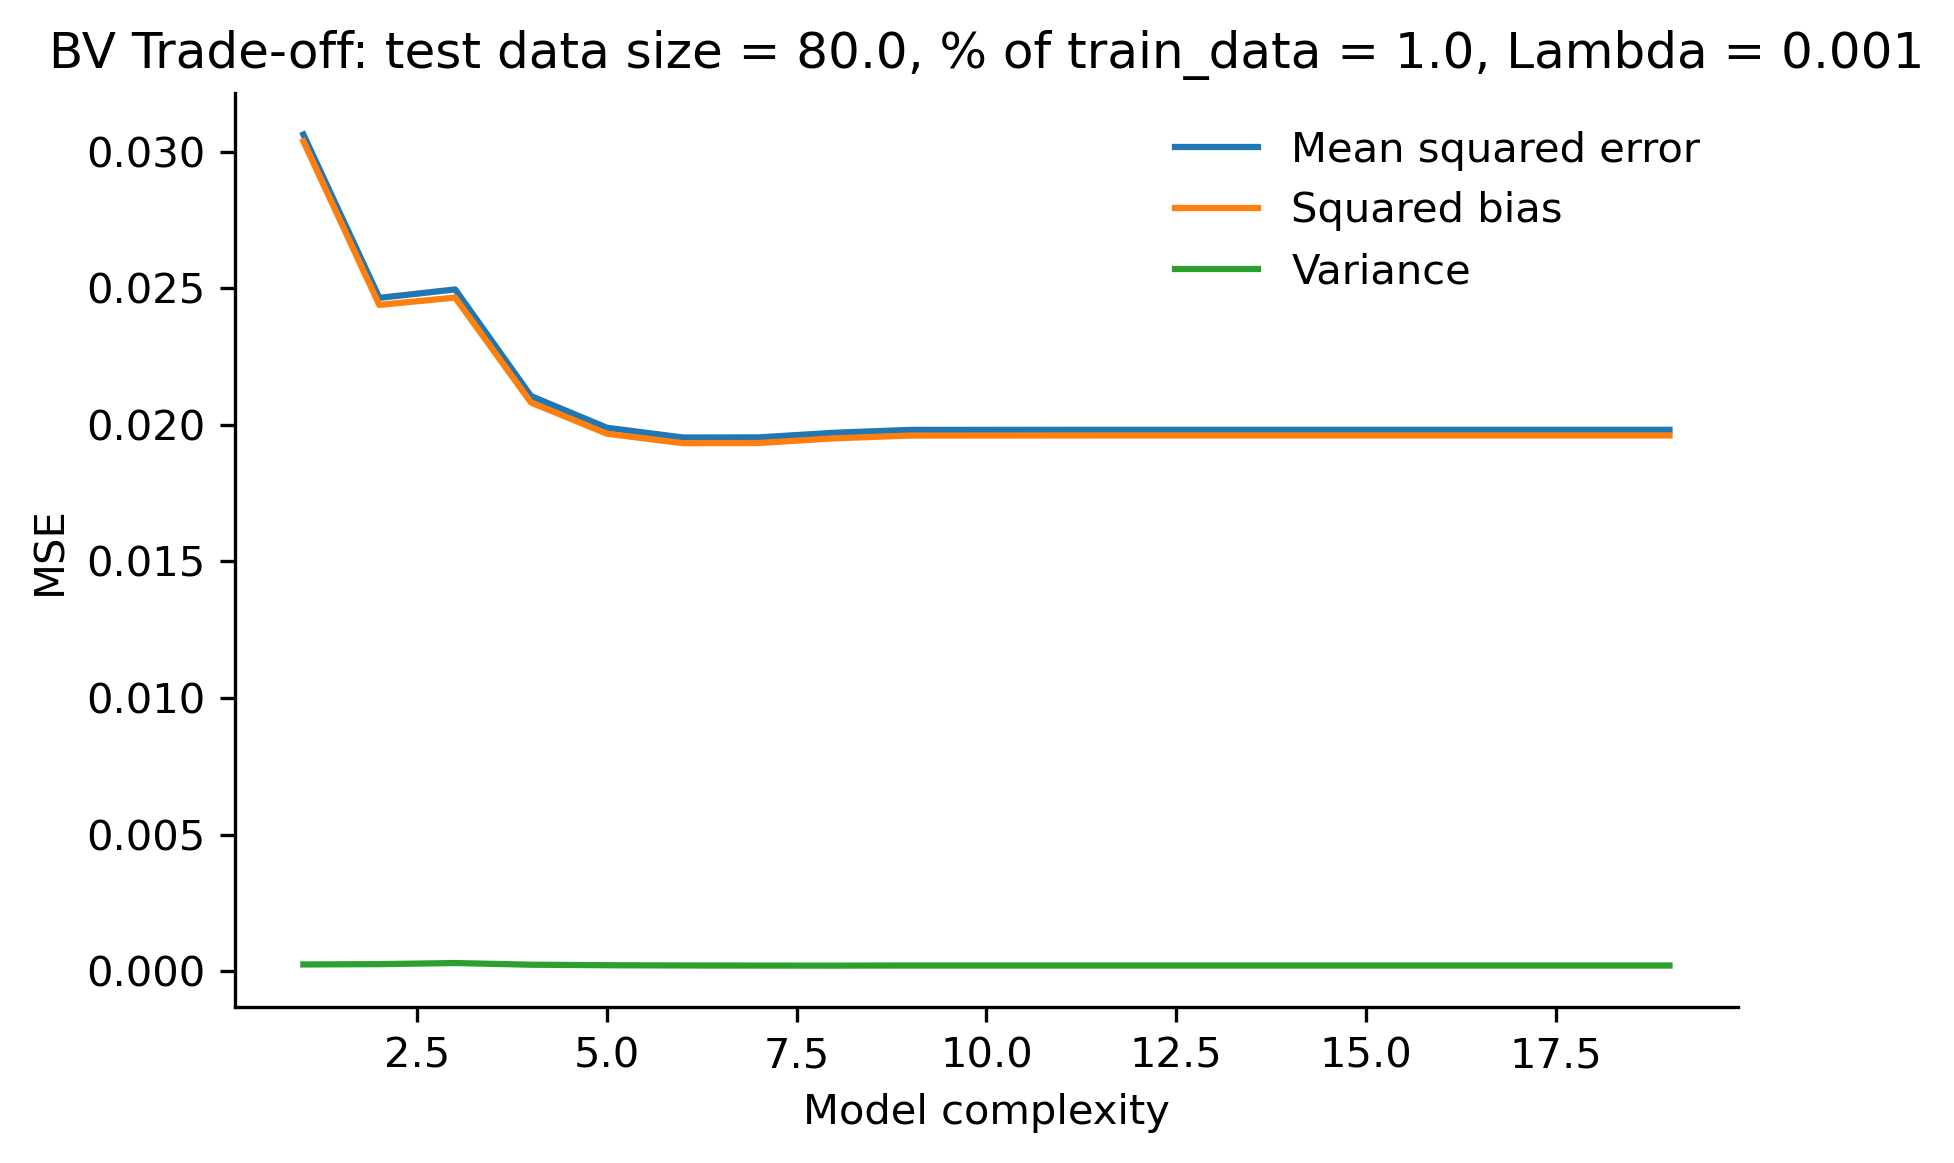 BV Trade-off: test data size = 80.0, % of train_data = 1.0, Lambda = 0.001
Mean squared error
Squared bias
Variance
MSE
0.030
0.025
0.020
0.015
0.010
0.005
0.000
2.5 5.0 7.5 10.0 12.5 15.0 17.5
Model complexity